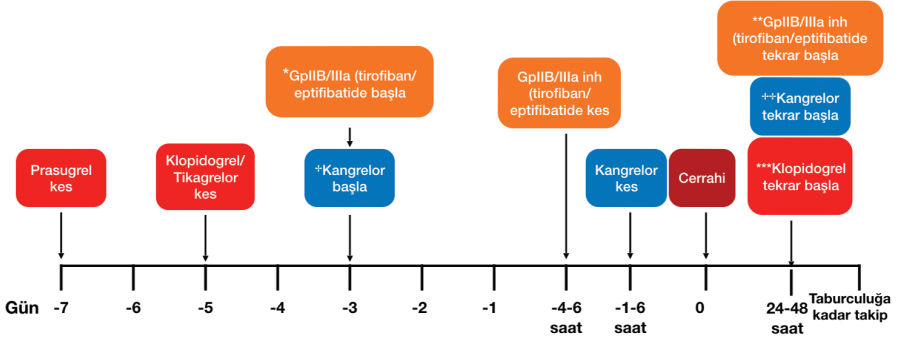 **GpIIB/IIIa inh
(tirofiban/eptifibatide
tekrar başla
*GpIIB/IIIa (tirofiban/
eptifibatide başla
GpIIB/IIIa inh
(tirofiban/
eptifibatide kes
++Kangrelor
tekrar başla
Prasugrel
kes
Klopidogrel/
Tikagrelor
kes
+Kangrelor
başla
Kangrelor
kes
Cerrahi
***Klopidogrel
tekrar başla
Gün
-7
-6
-5
-4
-3
-2
-1
-4-6
saat
-1-6
saat
0
24-48
saat
Taburculuğa
kadar takip